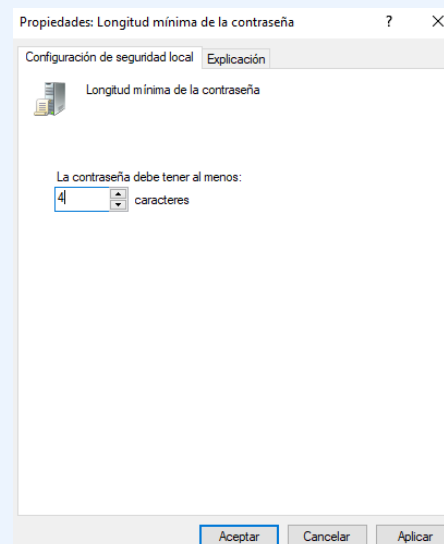 Propiedades: Longitud mínima de la contraseña ? ×
Configuración de seguridad local Explicación
Longitud mínima de la contraseña
La contraseña debe tener al menos:
4 caracteres
Aceptar Cancelar Aplicar